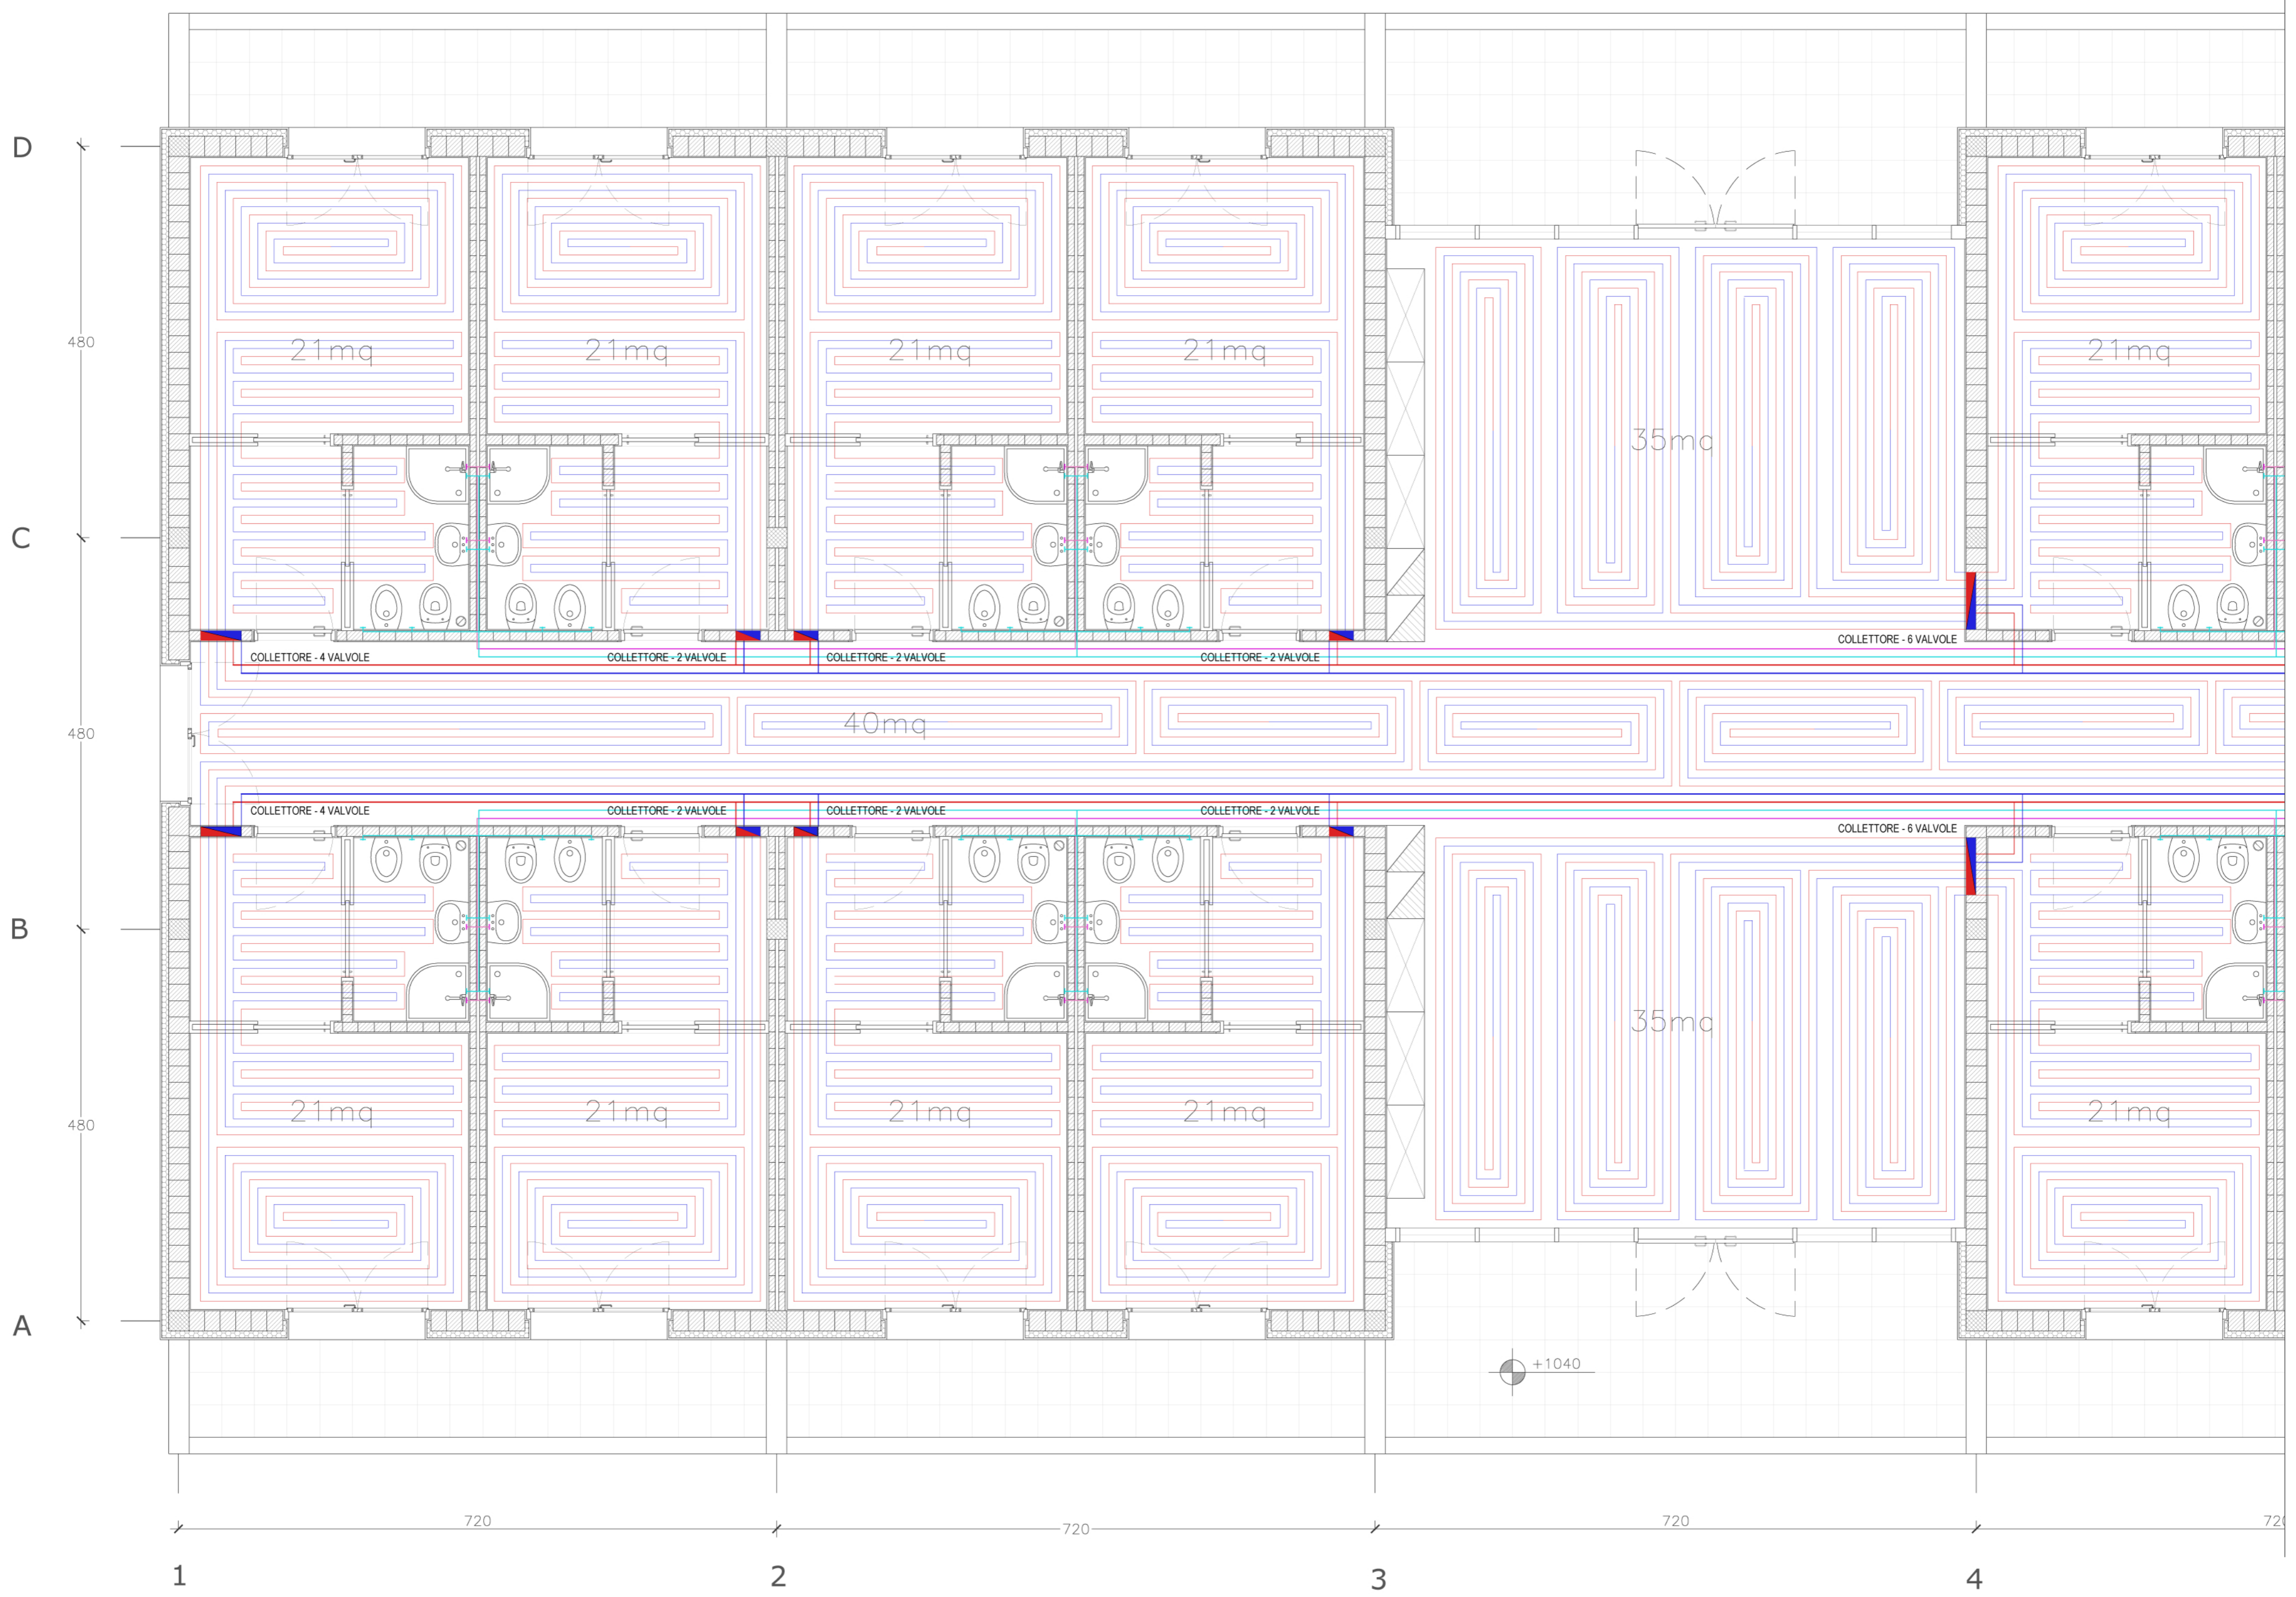 D
480
21mq
21mq
21mq
21mq
21mq
35mq
C
COLLETTORE - 6 VALVOLE
COLLETTORE - 4 VALVOLE
COLLETTORE - 2 VALVOLE
COLLETTORE - 2 VALVOLE
COLLETTORE - 2 VALVOLE
480
40mq
COLLETTORE - 4 VALVOLE
COLLETTORE - 2 VALVOLE
COLLETTORE - 2 VALVOLE
COLLETTORE - 2 VALVOLE
COLLETTORE - 6 VALVOLE
B
35mq
480
21mq
21mq
21mq
21mq
21mq
A
+1040
720
720
720
1
2
3
4